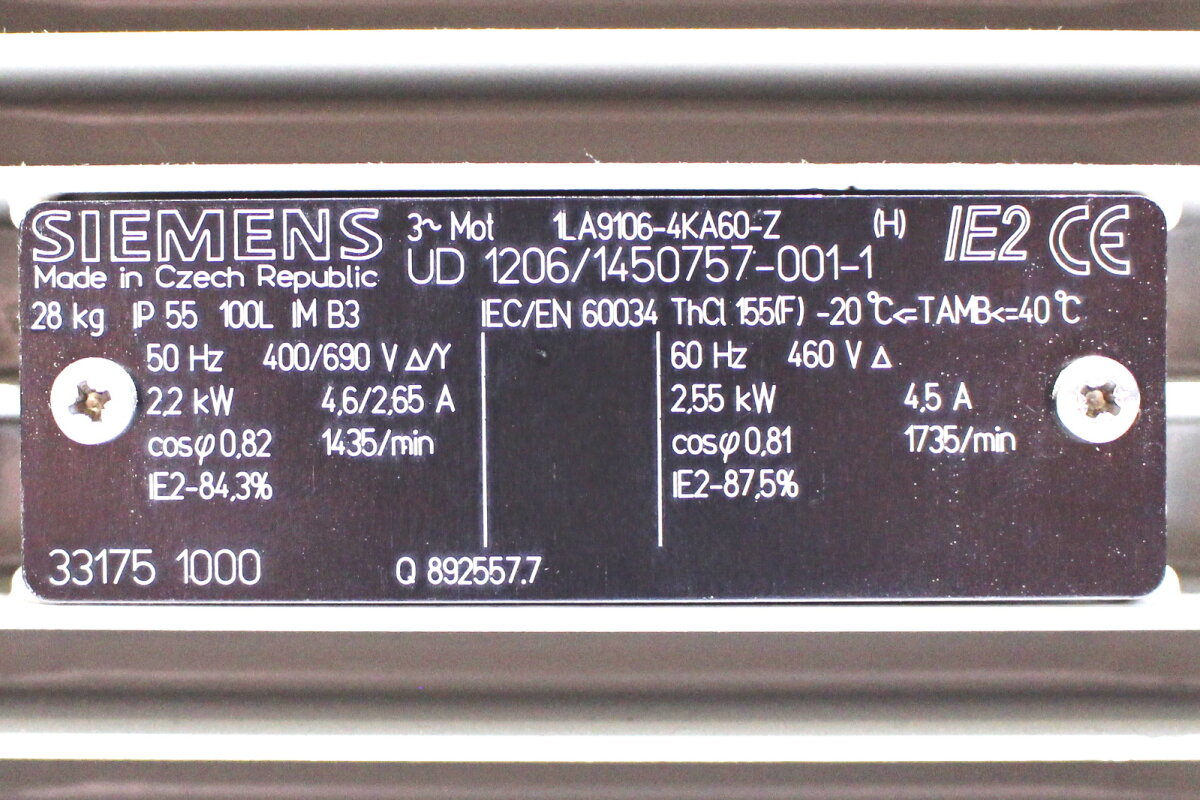 SIEMENS 3~ Mot 1LA9106-4KA60-Z (H) IE2 CE
Made in Czech Republic UD 1206/1450757-001-1
28 kg IP 55 100L IM B3 IEC/EN 60034 ThCl 155(F) -20°C<=TAMB<=40°C
50 Hz 400/690 V Δ/Y 60 Hz 460 V Δ
2,2 kW 4,6/2,65 A 2,55 kW 4,5 A
cosφ 0,82 1435/min cosφ 0,81 1735/min
IE2-84,3% IE2-87,5%
33175 1000 Q 892557.7